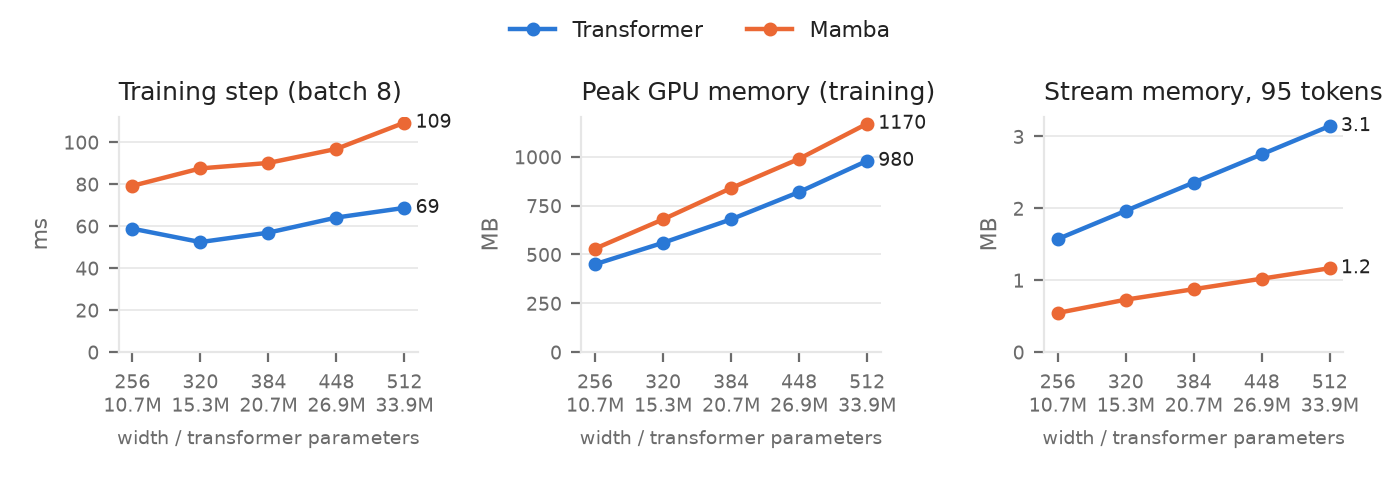 Transformer Mamba
Training step (batch 8)
109
100
80
69
60
ms
40
20
0
256 320 384 448 512
10.7M 15.3M 20.7M 26.9M 33.9M
width / transformer parameters
Peak GPU memory (training)
1170
980
1000
750
MB
500
250
0
256 320 384 448 512
10.7M 15.3M 20.7M 26.9M 33.9M
width / transformer parameters
Stream memory, 95 tokens
3.1
3
2
MB
1.2
1
0
256 320 384 448 512
10.7M 15.3M 20.7M 26.9M 33.9M
width / transformer parameters